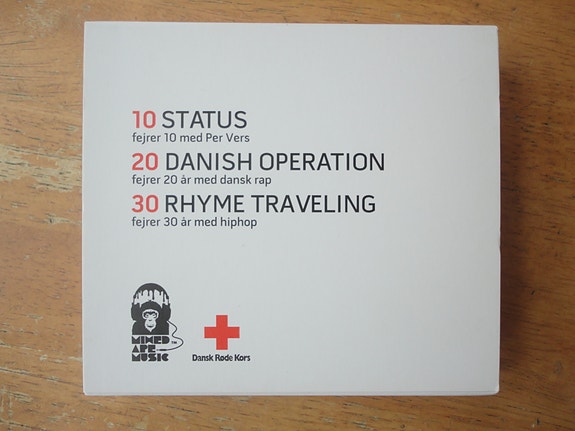 10 STATUS
fejrer 10 med Per Vers
20 DANISH OPERATION
fejrer 20 år med dansk rap
30 RHYME TRAVELING
fejrer 30 år med hiphop
MIXED
APE
MUSIC™
Dansk Røde Kors